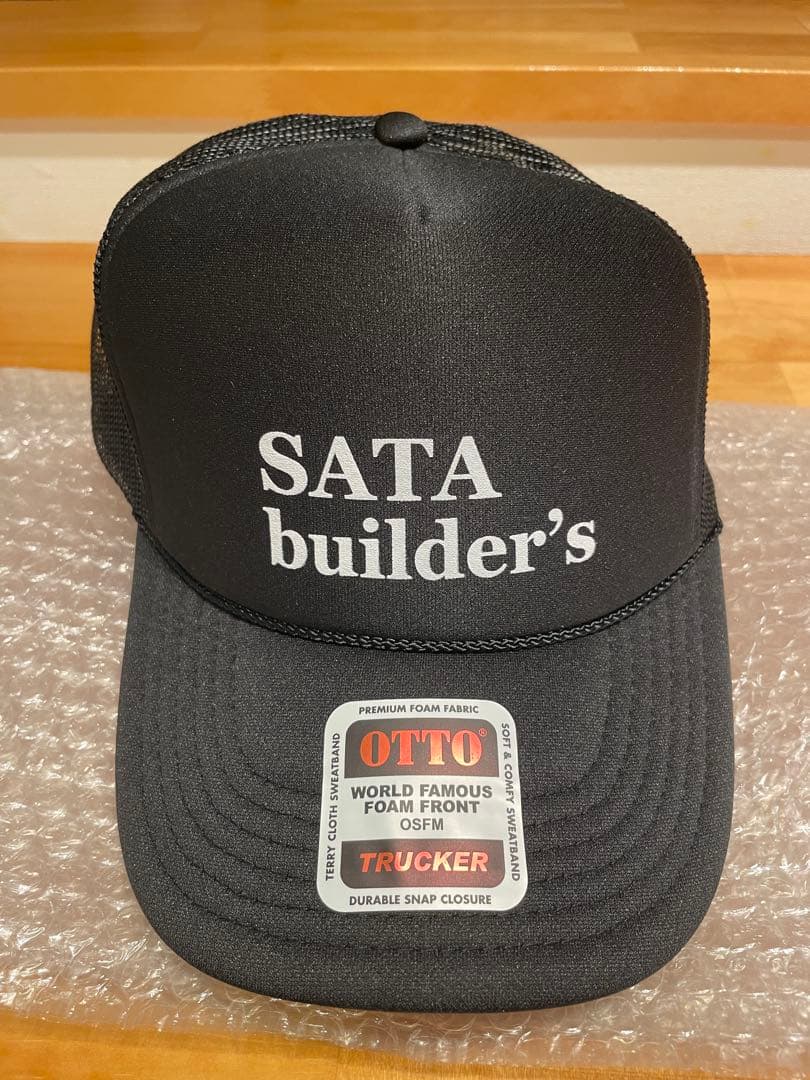 SATA
builder's
PREMIUM FOAM FABRIC
OTTO®
WORLD FAMOUS
FOAM FRONT
OSFM
TRUCKER
DURABLE SNAP CLOSURE
TERRY CLOTH SWEATBAND
SOFT & COMFY SWEATBAND